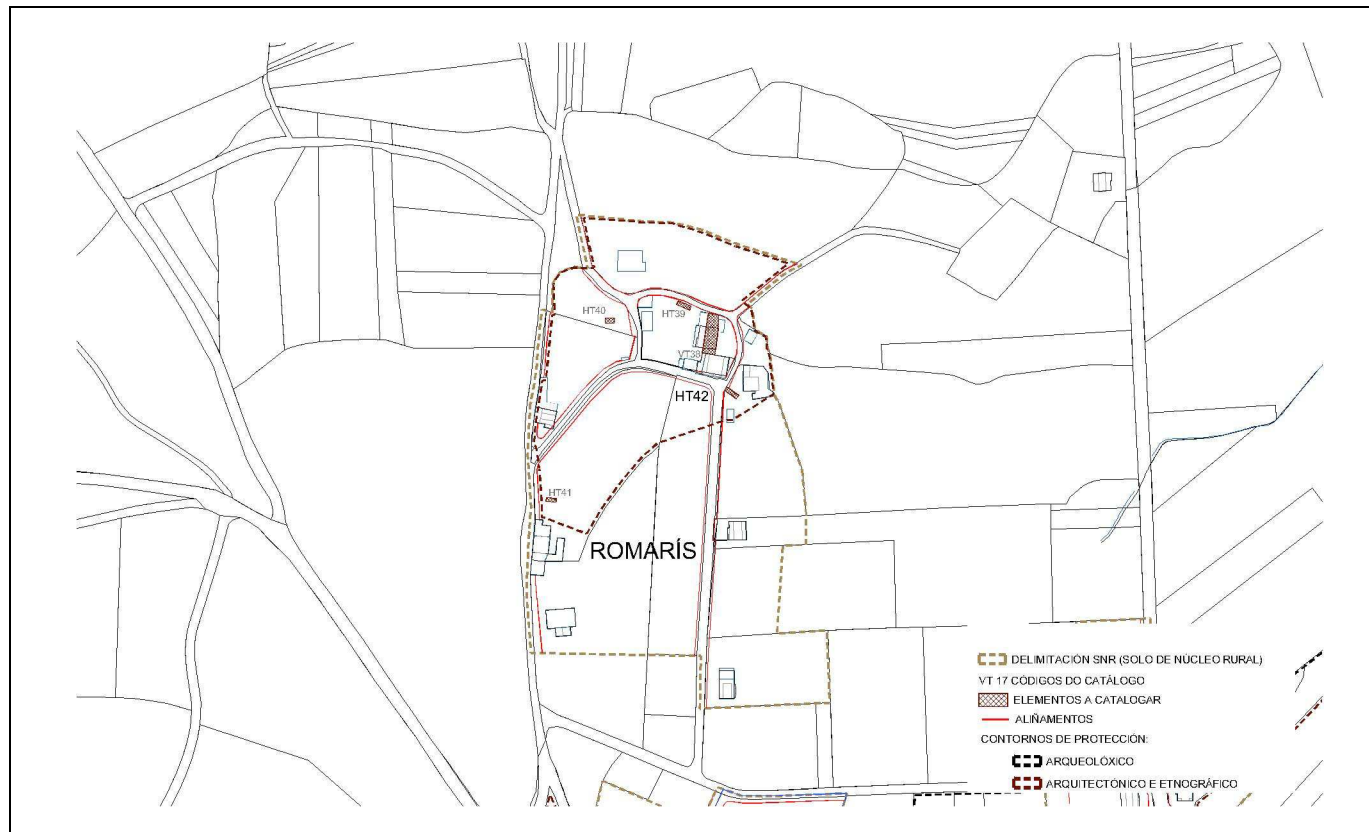 HT40
HT39
VT38
HT42
HT41
ROMARÍS
DELIMITACIÓN SNR (SOLO DE NÚCLEO RURAL)
VT 17 CÓDIGOS DO CATÁLOGO
ELEMENTOS A CATALOGAR
ALIÑAMENTOS
CONTORNOS DE PROTECCIÓN:
ARQUEOLÓXICO
ARQUITECTÓNICO E ETNOGRÁFICO